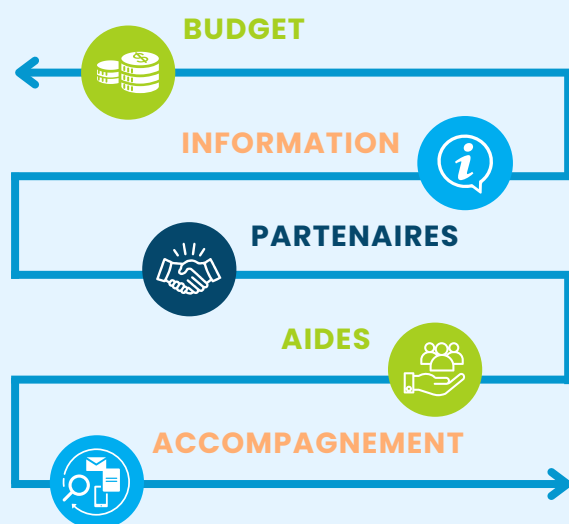 BUDGET
INFORMATION
PARTENAIRES
AIDES
ACCOMPAGNEMENT